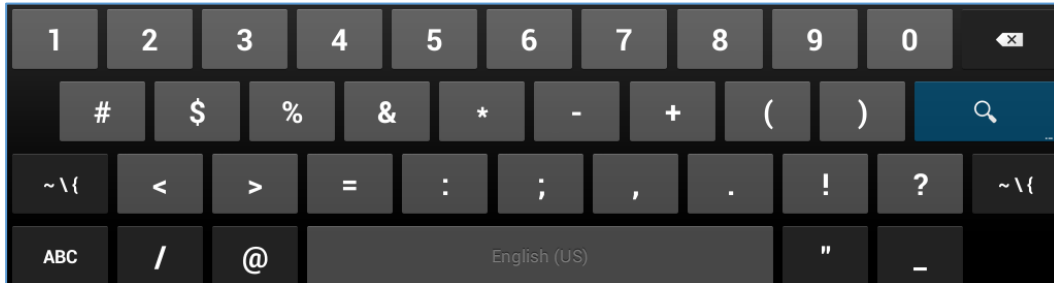 1 2 3 4 5 6 7 8 9 0
# $ % & * - + ( )
~ \ { < > = : ; , . ! ? ~ \ {
ABC / @ English (US) " _